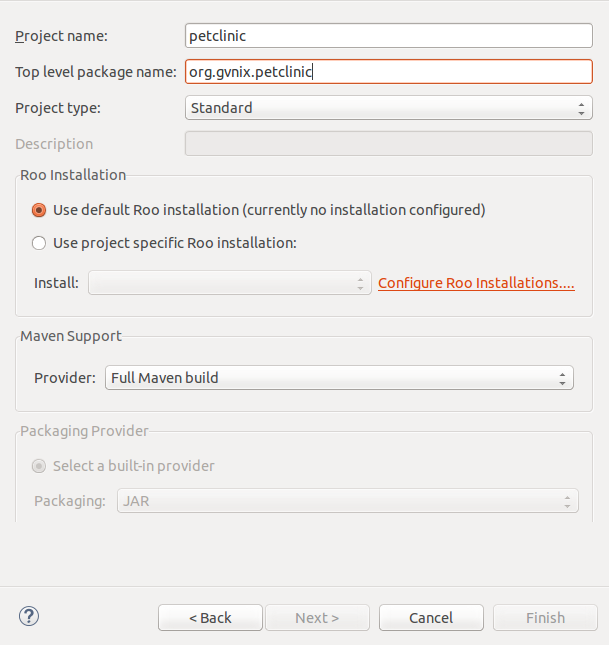 Project name: petclinic
Top level package name: org.gvnix.petclinic
Project type: Standard
Description
Roo Installation
Use default Roo installation (currently no installation configured)
Use project specific Roo installation:
Install: Configure Roo Installations....
Maven Support
Provider: Full Maven build
Packaging Provider
Select a built-in provider
Packaging: JAR
? < Back Next > Cancel Finish